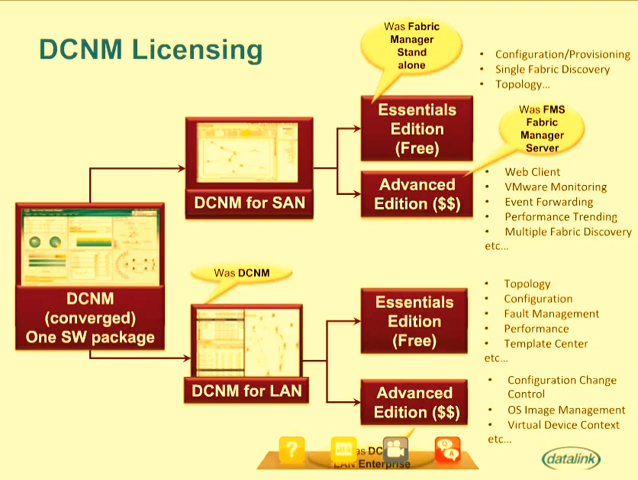 DCNM Licensing
Was Fabric
Manager
Stand
alone
• Configuration/Provisioning
• Single Fabric Discovery
• Topology...
Essentials
Edition
(Free)
Was FMS
Fabric
Manager
Server
DCNM for SAN
Advanced
Edition ($$)
• Web Client
• VMware Monitoring
• Event Forwarding
• Performance Trending
• Multiple Fabric Discovery
etc...
DCNM
(converged)
One SW package
Was DCNM
DCNM for LAN
Essentials
Edition
(Free)
• Topology
• Configuration
• Fault Management
• Performance
• Template Center
etc...
Advanced
Edition ($$)
• Configuration Change
Control
• OS Image Management
• Virtual Device Context
etc...
?
Q
A
as DC
LAN Enterprise
datalink